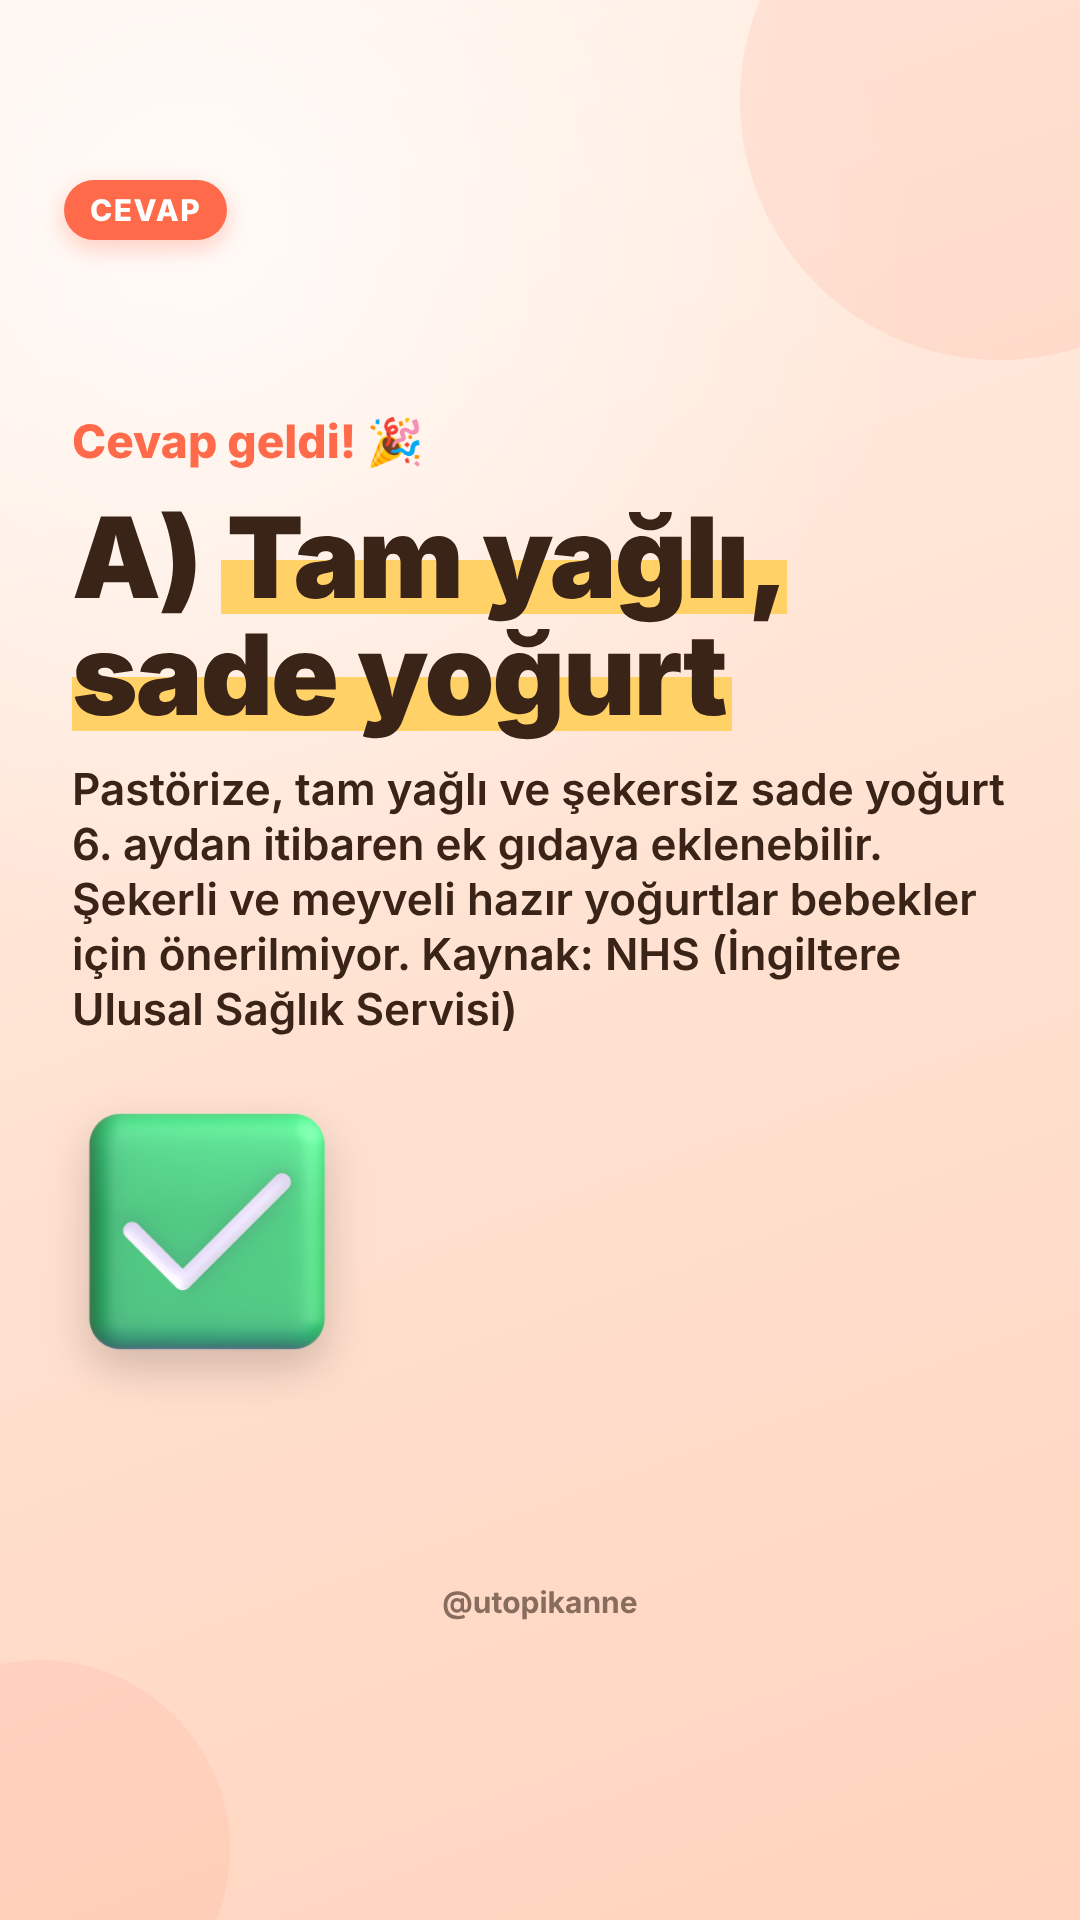 CEVAP
Cevap geldi! 🎉
A) Tam yağlı,
sade yoğurt
Pastörize, tam yağlı ve şekersiz sade yoğurt
6. aydan itibaren ek gıdaya eklenebilir.
Şekerli ve meyveli hazır yoğurtlar bebekler
için önerilmiyor. Kaynak: NHS (İngiltere
Ulusal Sağlık Servisi)
@utopikanne